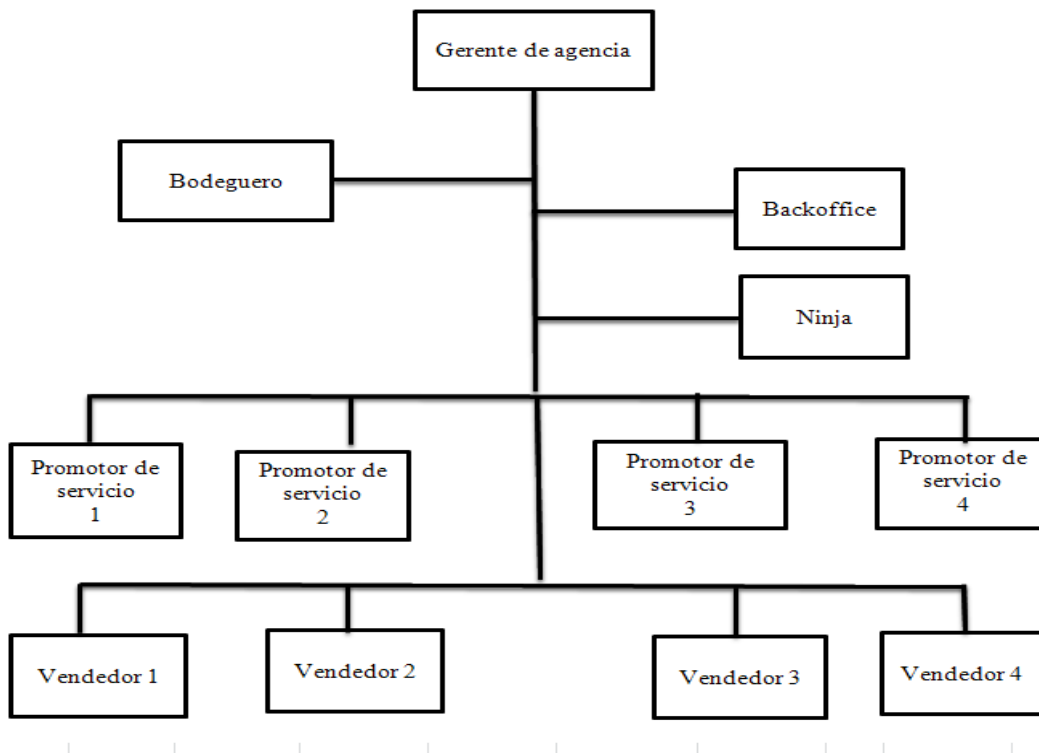 Gerente de agencia
Bodeguero
Backoffice
Ninja
Promotor de
servicio
1
Promotor de
servicio
2
Promotor de
servicio
3
Promotor de
servicio
4
Vendedor 1
Vendedor 2
Vendedor 3
Vendedor 4